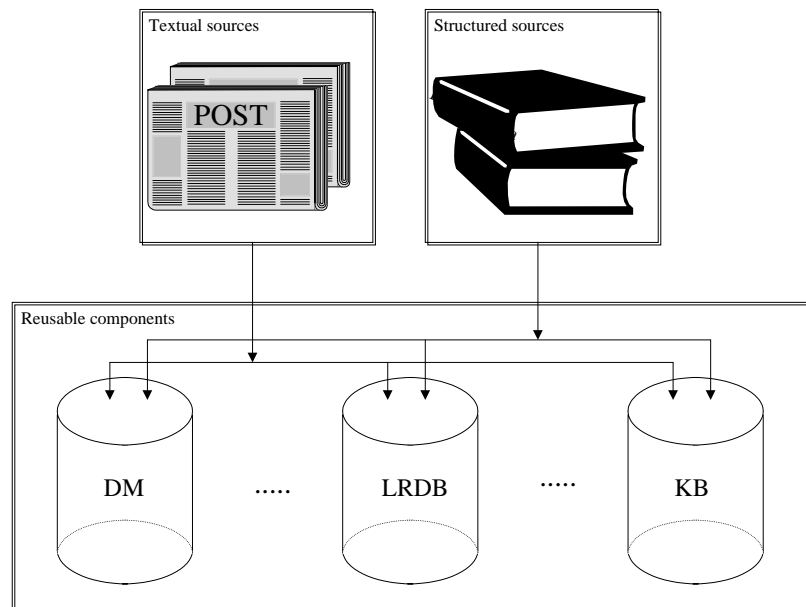 Textual sources
Structured sources
POST
Reusable components
DM
.....
LRDB
.....
KB